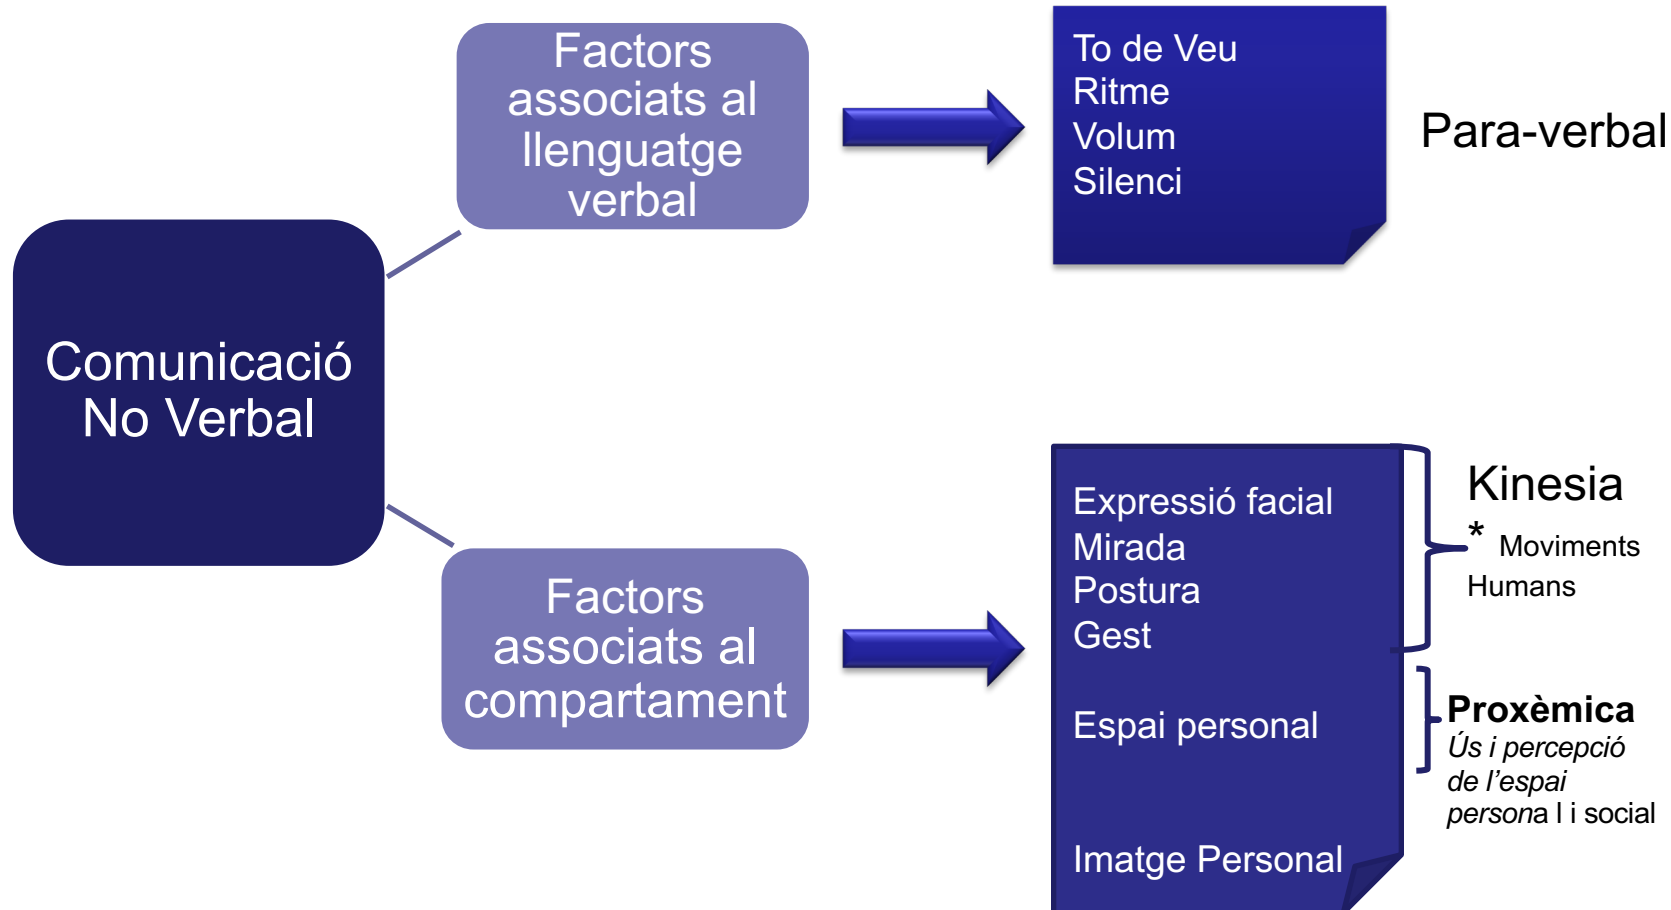 Comunicació
No Verbal
Factors
associats al
llenguatge
verbal
To de Veu
Ritme
Volum
Silenci
Para-verbal
Factors
associats al
compartament
Expressió facial
Mirada
Postura
Gest
Espai personal
Imatge Personal
Kinesia
* Moviments
Humans
Proxèmica
Ús i percepció
de l’espai
persona l i social